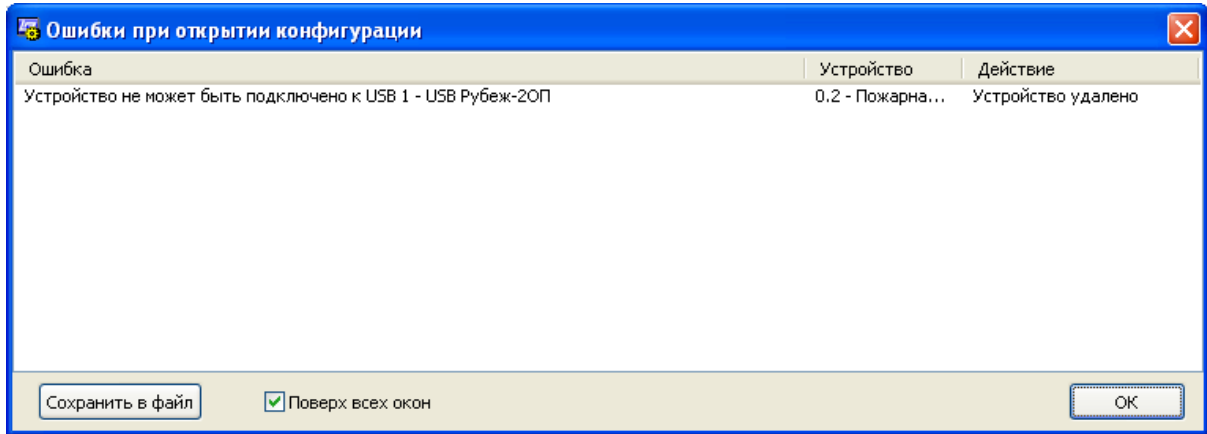 Ошибки при открытии конфигурации
Ошибка Устройство Действие
Устройство не может быть подключено к USB 1 - USB Рубеж-2ОП 0.2 - Пожарна... Устройство удалено
Сохранить в файл Поверх всех окон ОК